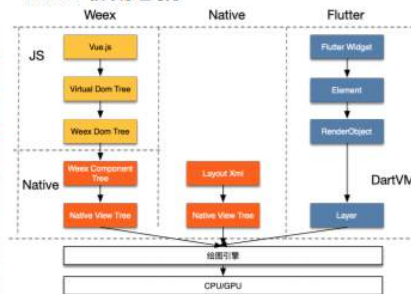 Weex
Native
Flutter
JS
Vue.js
Flutter Widget
Virtual Dom Tree
Element
Weex Dom Tree
RenderObject
Native
Weex Component
Tree
Layout Xml
DartVM
Native View Tree
Native View Tree
Layer
绘图引擎
CPU/GPU